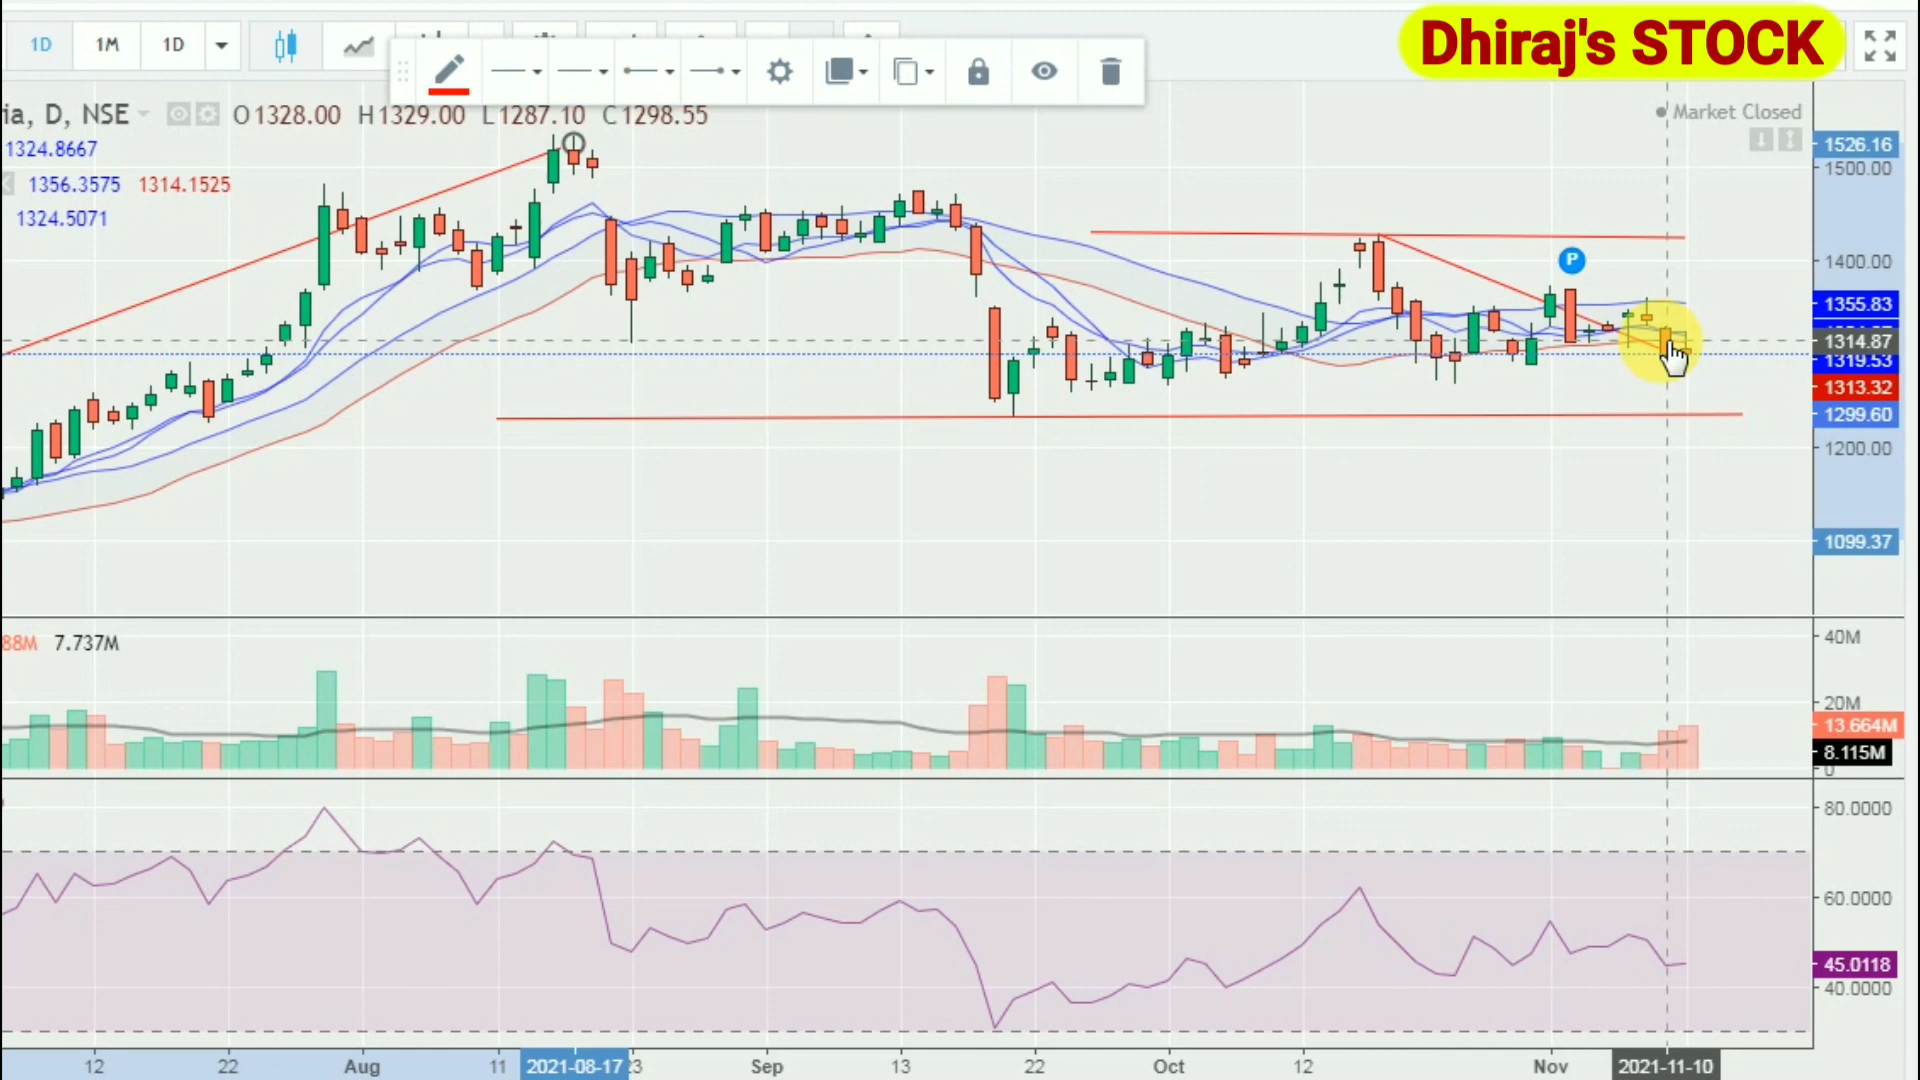 Dhiraj's STOCK
1D 1M 1D
ia, D, NSE O1328.00 H1329.00 L1287.10 C1298.55
Market Closed
1324.8667
1356.3575 1314.1525
1324.5071
P
1526.16
1500.00
1400.00
1355.83
1314.87
1319.53
1313.32
1299.60
1200.00
1099.37
88M 7.737M
40M
20M
13.664M
8.115M
0
80.0000
60.0000
45.0118
40.0000
12 22 Aug 11 2021-08-17 23 Sep 13 22 Oct 12 Nov 2021-11-10